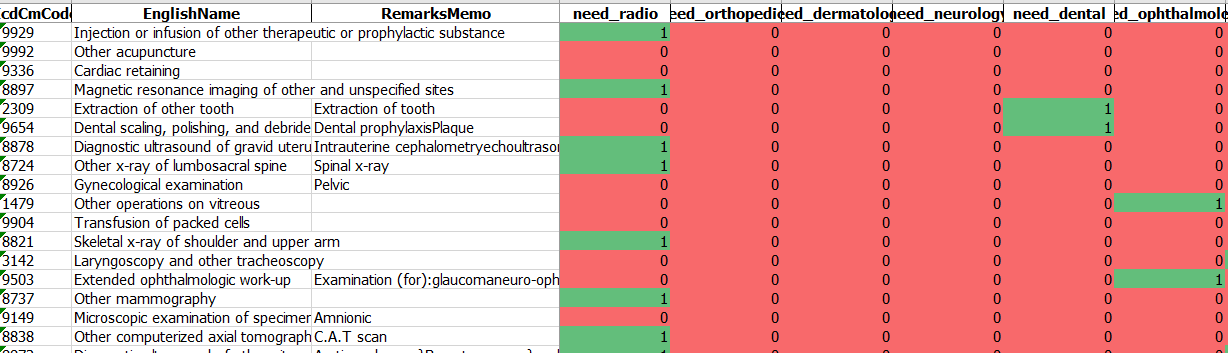 IcdCmCode EnglishName RemarksMemo need_radio need_orthopedic need_dermatolo need_neurology need_dental ed_ophthalmolo
9929 Injection or infusion of other therapeutic or prophylactic substance 1 0 0 0 0 0
9992 Other acupuncture 0 0 0 0 0 0
9336 Cardiac retaining 0 0 0 0 0 0
8897 Magnetic resonance imaging of other and unspecified sites 1 0 0 0 0 0
2309 Extraction of other tooth Extraction of tooth 0 0 0 0 1 0
9654 Dental scaling, polishing, and debride Dental prophylaxisPlaque 0 0 0 0 1 0
8878 Diagnostic ultrasound of gravid uteru Intrauterine cephalometryechoultrasou 1 0 0 0 0 0
8724 Other x-ray of lumbosacral spine Spinal x-ray 1 0 0 0 0 0
8926 Gynecological examination Pelvic 0 0 0 0 0 0
1479 Other operations on vitreous 0 0 0 0 0 1
9904 Transfusion of packed cells 0 0 0 0 0 0
8821 Skeletal x-ray of shoulder and upper arm 1 0 0 0 0 0
3142 Laryngoscopy and other tracheoscopy 0 0 0 0 0 0
9503 Extended ophthalmologic work-up Examination (for):glaucomaneuro-oph 0 0 0 0 0 1
8737 Other mammography 1 0 0 0 0 0
9149 Microscopic examination of specimen Amnionic 0 0 0 0 0 0
8838 Other computerized axial tomograph C.A.T scan 1 0 0 0 0 0